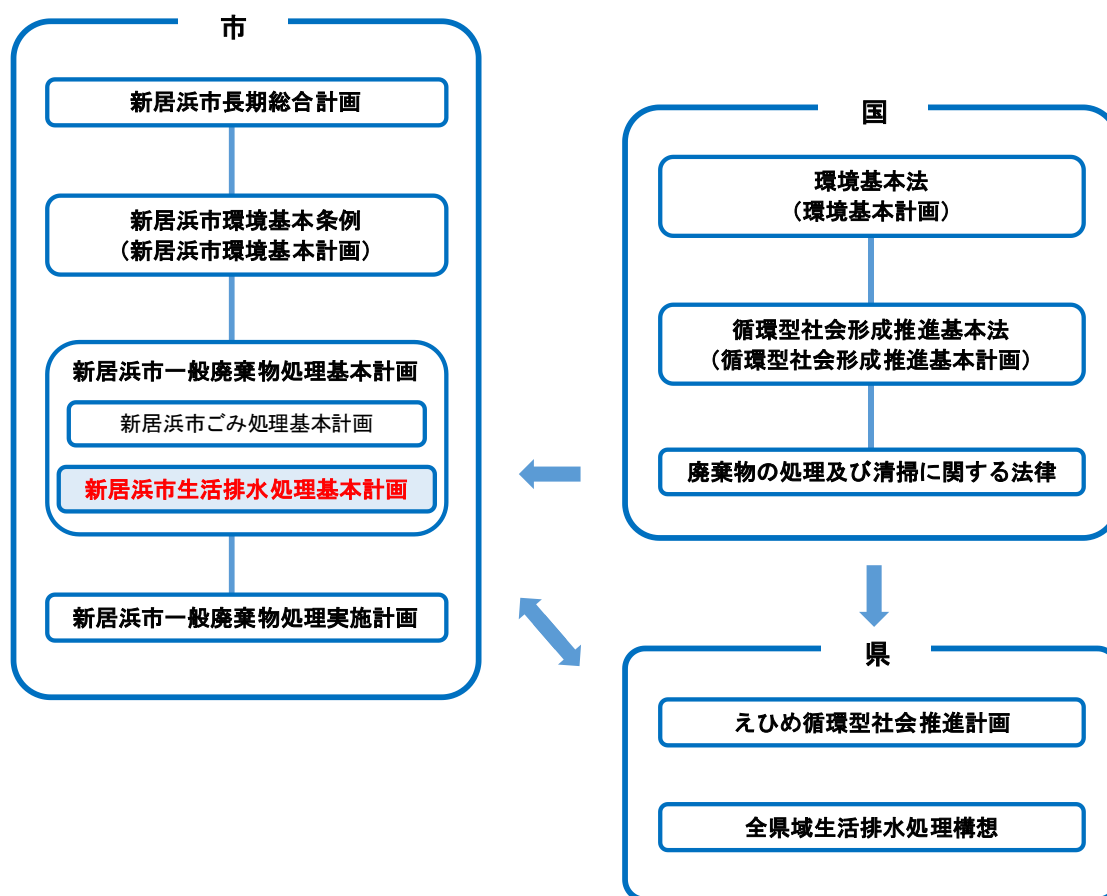 市
新居浜市長期総合計画
新居浜市環境基本条例
（新居浜市環境基本計画）
新居浜市一般廃棄物処理基本計画
新居浜市ごみ処理基本計画
新居浜市生活排水処理基本計画
新居浜市一般廃棄物処理実施計画
国
環境基本法
（環境基本計画）
循環型社会形成推進基本法
（循環型社会形成推進基本計画）
廃棄物の処理及び清掃に関する法律
県
えひめ循環型社会推進計画
全県域生活排水処理構想